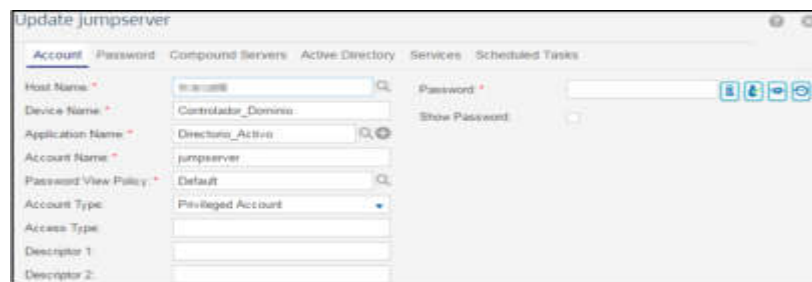 Update jumpserver
Account Password Compound Servers Active Directory Services Scheduled Tasks
Host Name: *
Password: *
Device Name: * Controlador_Dominio
Show Password:
Application Name: * Directorio_Activo
Account Name: * jumpserver
Password View Policy: * Default
Account Type: Privileged Account
Access Type:
Descriptor 1:
Descriptor 2: